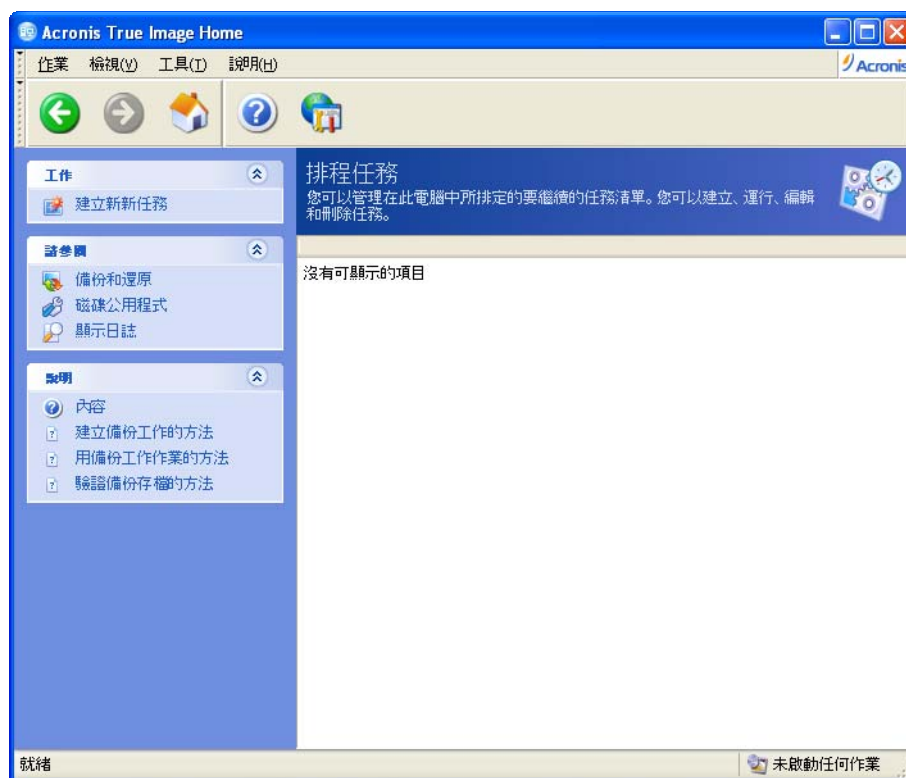 Acronis True Image Home
作業 檢視(V) 工具(T) 說明(H)
Acronis
工作
建立新新任務
請參閱
備份和還原
磁碟公用程式
顯示日誌
說明
內容
建立備份工作的方法
用備份工作作業的方法
驗證備份存檔的方法
排程任務
您可以管理在此電腦中所排定的要繼續的任務清單。您可以建立、運行、編輯
和刪除任務。
沒有可顯示的項目
就緒
未啟動任何作業